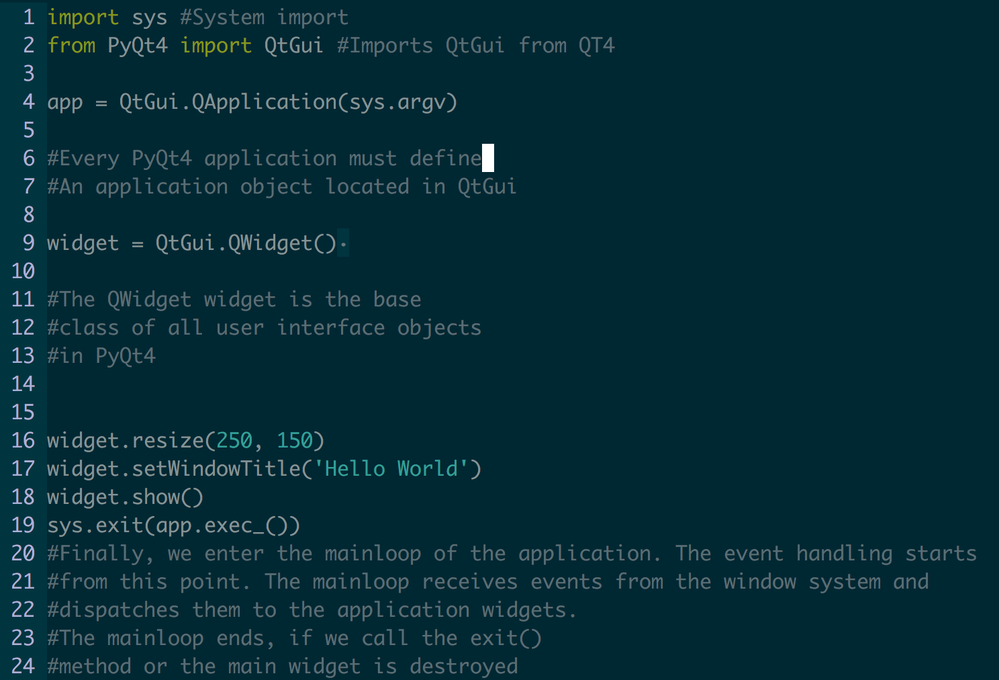 1 import sys #System import
2 from PyQt4 import QtGui #Imports QtGui from QT4
3
4 app = QtGui.QApplication(sys.argv)
5
6 #Every PyQt4 application must define
7 #An application object located in QtGui
8
9 widget = QtGui.QWidget()·
10
11 #The QWidget widget is the base
12 #class of all user interface objects
13 #in PyQt4
14
15
16 widget.resize(250, 150)
17 widget.setWindowTitle('Hello World')
18 widget.show()
19 sys.exit(app.exec_())
20 #Finally, we enter the mainloop of the application. The event handling starts
21 #from this point. The mainloop receives events from the window system and
22 #dispatches them to the application widgets.
23 #The mainloop ends, if we call the exit()
24 #method or the main widget is destroyed